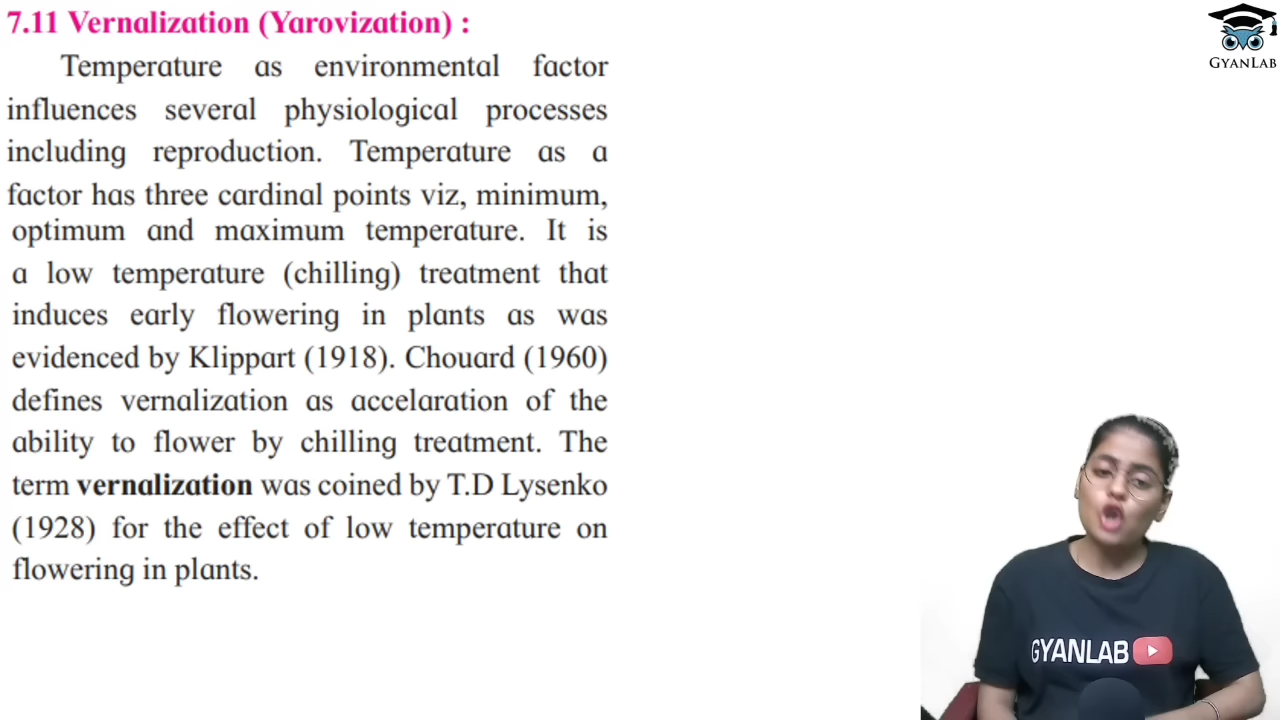 7.11 Vernalization (Yarovization) :
Temperature as environmental factor
influences several physiological processes
including reproduction. Temperature as a
factor has three cardinal points viz, minimum,
optimum and maximum temperature. It is
a low temperature (chilling) treatment that
induces early flowering in plants as was
evidenced by Klippart (1918). Chouard (1960)
defines vernalization as accelaration of the
ability to flower by chilling treatment. The
term vernalization was coined by T.D Lysenko
(1928) for the effect of low temperature on
flowering in plants.
GYANLAB
GYANLAB